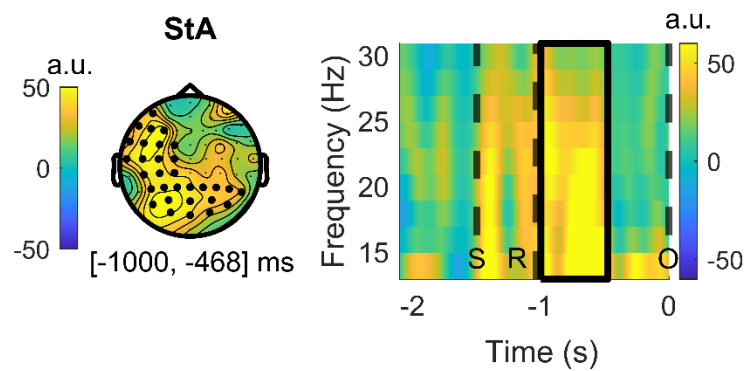 StA
a.u.
50
0
-50
[-1000, -468] ms
Frequency (Hz)
30
25
20
15
S
R
O
-2
-1
0
Time (s)
a.u.
50
0
-50